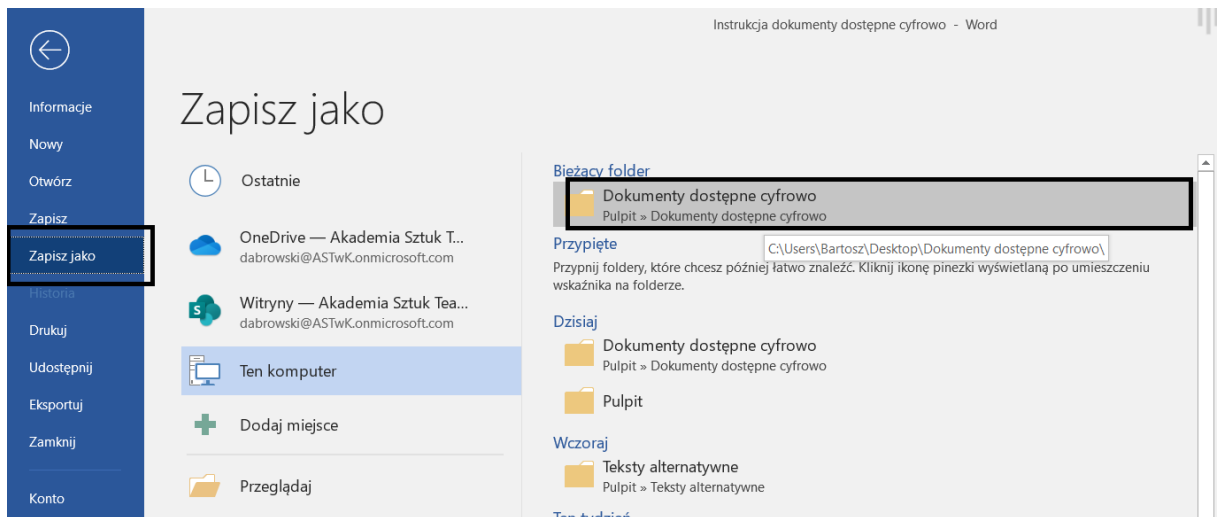 Instrukcja dokumenty dostępne cyfrowo - Word
Informacje
Nowy
Otwórz
Zapisz
Zapisz jako
Historia
Drukuj
Udostępnij
Eksportuj
Zamknij
Konto
Zapisz jako
Ostatnie
OneDrive — Akademia Sztuk T...
dabrowski@ASTwK.onmicrosoft.com
Witryny — Akademia Sztuk Tea...
dabrowski@ASTwK.onmicrosoft.com
Ten komputer
Dodaj miejsce
Przeglądaj
Bieżący folder
Dokumenty dostępne cyfrowo
Pulpit » Dokumenty dostępne cyfrowo
Przypięte
C:\Users\Bartosz\Desktop\Dokumenty dostępne cyfrowo\
Przypnij foldery, które chcesz później łatwo znaleźć. Kliknij ikonę pinezki wyświetlaną po umieszczeniu
wskaźnika na folderze.
Dzisiaj
Dokumenty dostępne cyfrowo
Pulpit » Dokumenty dostępne cyfrowo
Pulpit
Wczoraj
Teksty alternatywne
Pulpit » Teksty alternatywne
Ten tydzień